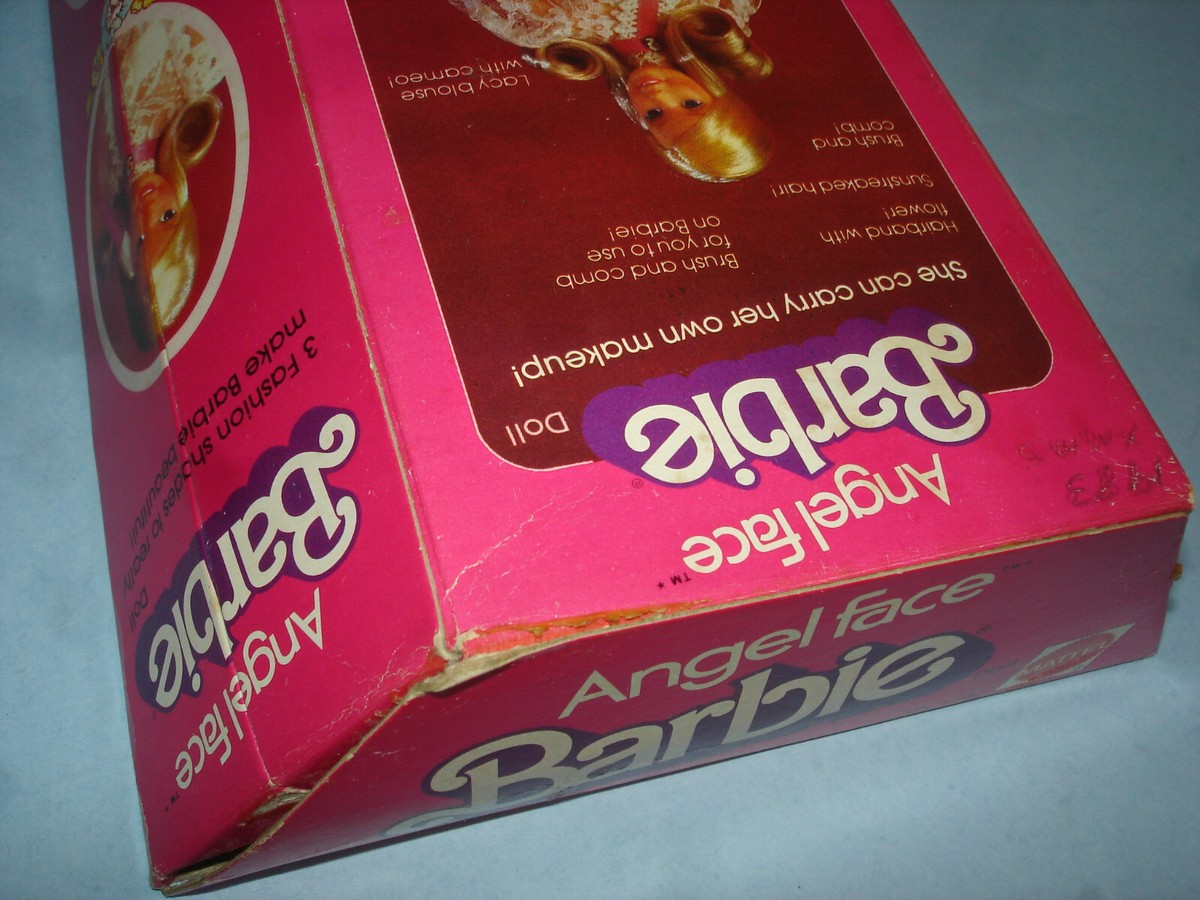 Angel face™*
Barbie®
Doll
She can carry her own makeup!
Brush and comb
for you to use
on Barbie!
Hairband with
flower!
Sunstreaked hair!
Brush and
comb!
Lacy blouse
with cameo!
Angel face™*
Barbie
Doll
3 Fashion shades to really
make Barbie beautiful!
Angel face
Barbie
MATTEL